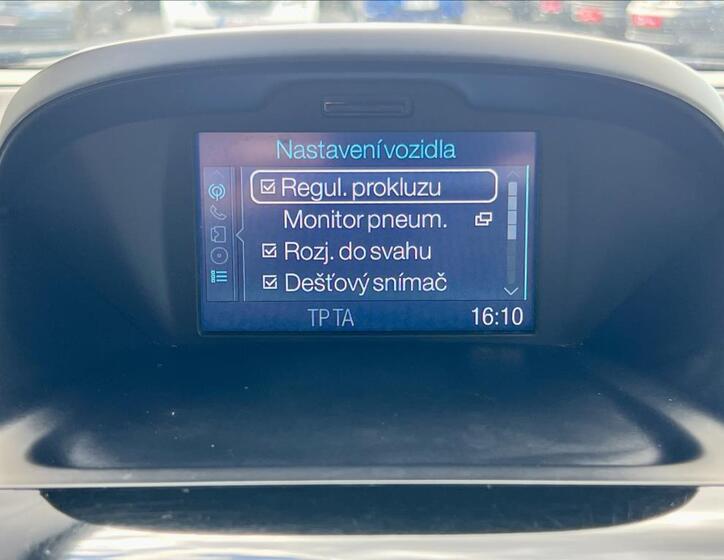 Nastavení vozidla
Regul. prokluzu
Monitor pneum.
Rozj. do svahu
Dešťový snímač
TP TA 16:10